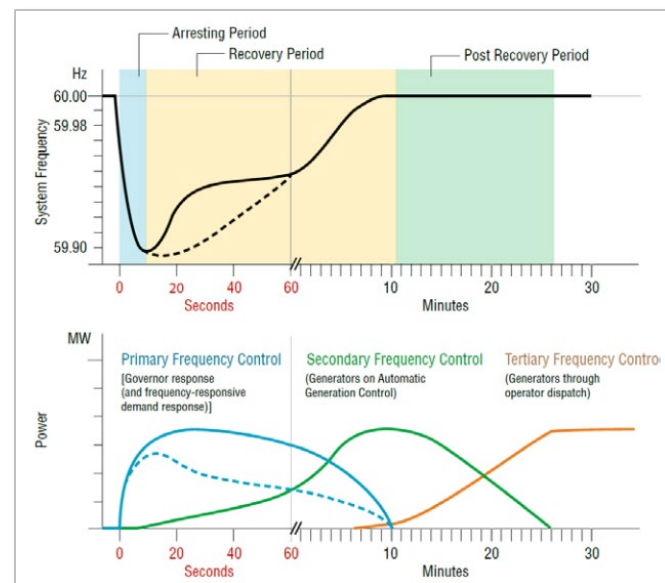 Arresting Period
Recovery Period
Post Recovery Period
Hz
60.00
59.98
59.90
System Frequency
0 20 40 60 10 20 30
Seconds Minutes
MW
Power
Primary Frequency Control
[Governor response
(and frequency-responsive
demand response)]
Secondary Frequency Control
(Generators on Automatic
Generation Control)
Tertiary Frequency Contro
(Generators through
operator dispatch)
0 20 40 60 10 20 30
Seconds Minutes